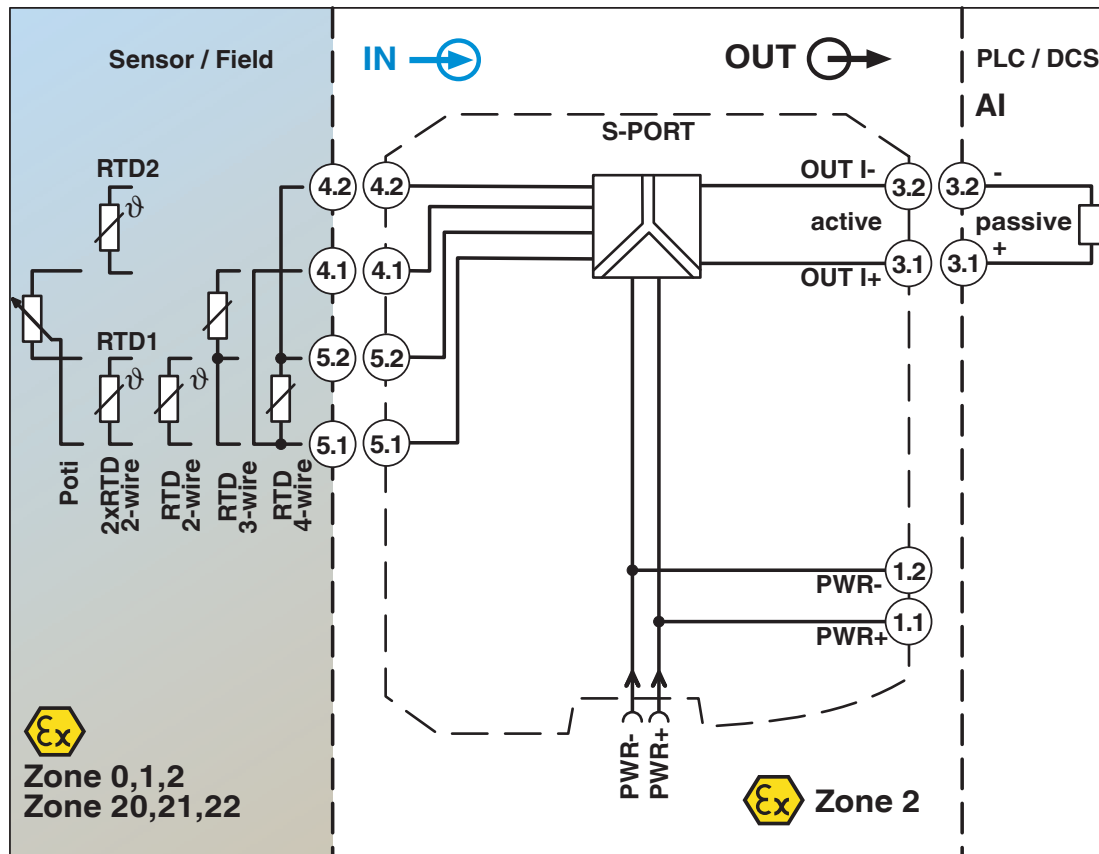 Sensor / Field
IN
OUT
PLC / DCS
AI
S-PORT
RTD2
ϑ
RTD1
ϑ
ϑ
4.2
4.2
4.1
4.1
5.2
5.2
5.1
5.1
OUT I-
active
OUT I+
3.2
3.2
-
passive
+
3.1
3.1
Poti
2xRTD
2-wire
RTD
2-wire
RTD
3-wire
RTD
4-wire
PWR-
1.2
PWR+
1.1
PWR-
PWR+
Ex
Zone 0,1,2
Zone 20,21,22
Ex
Zone 2